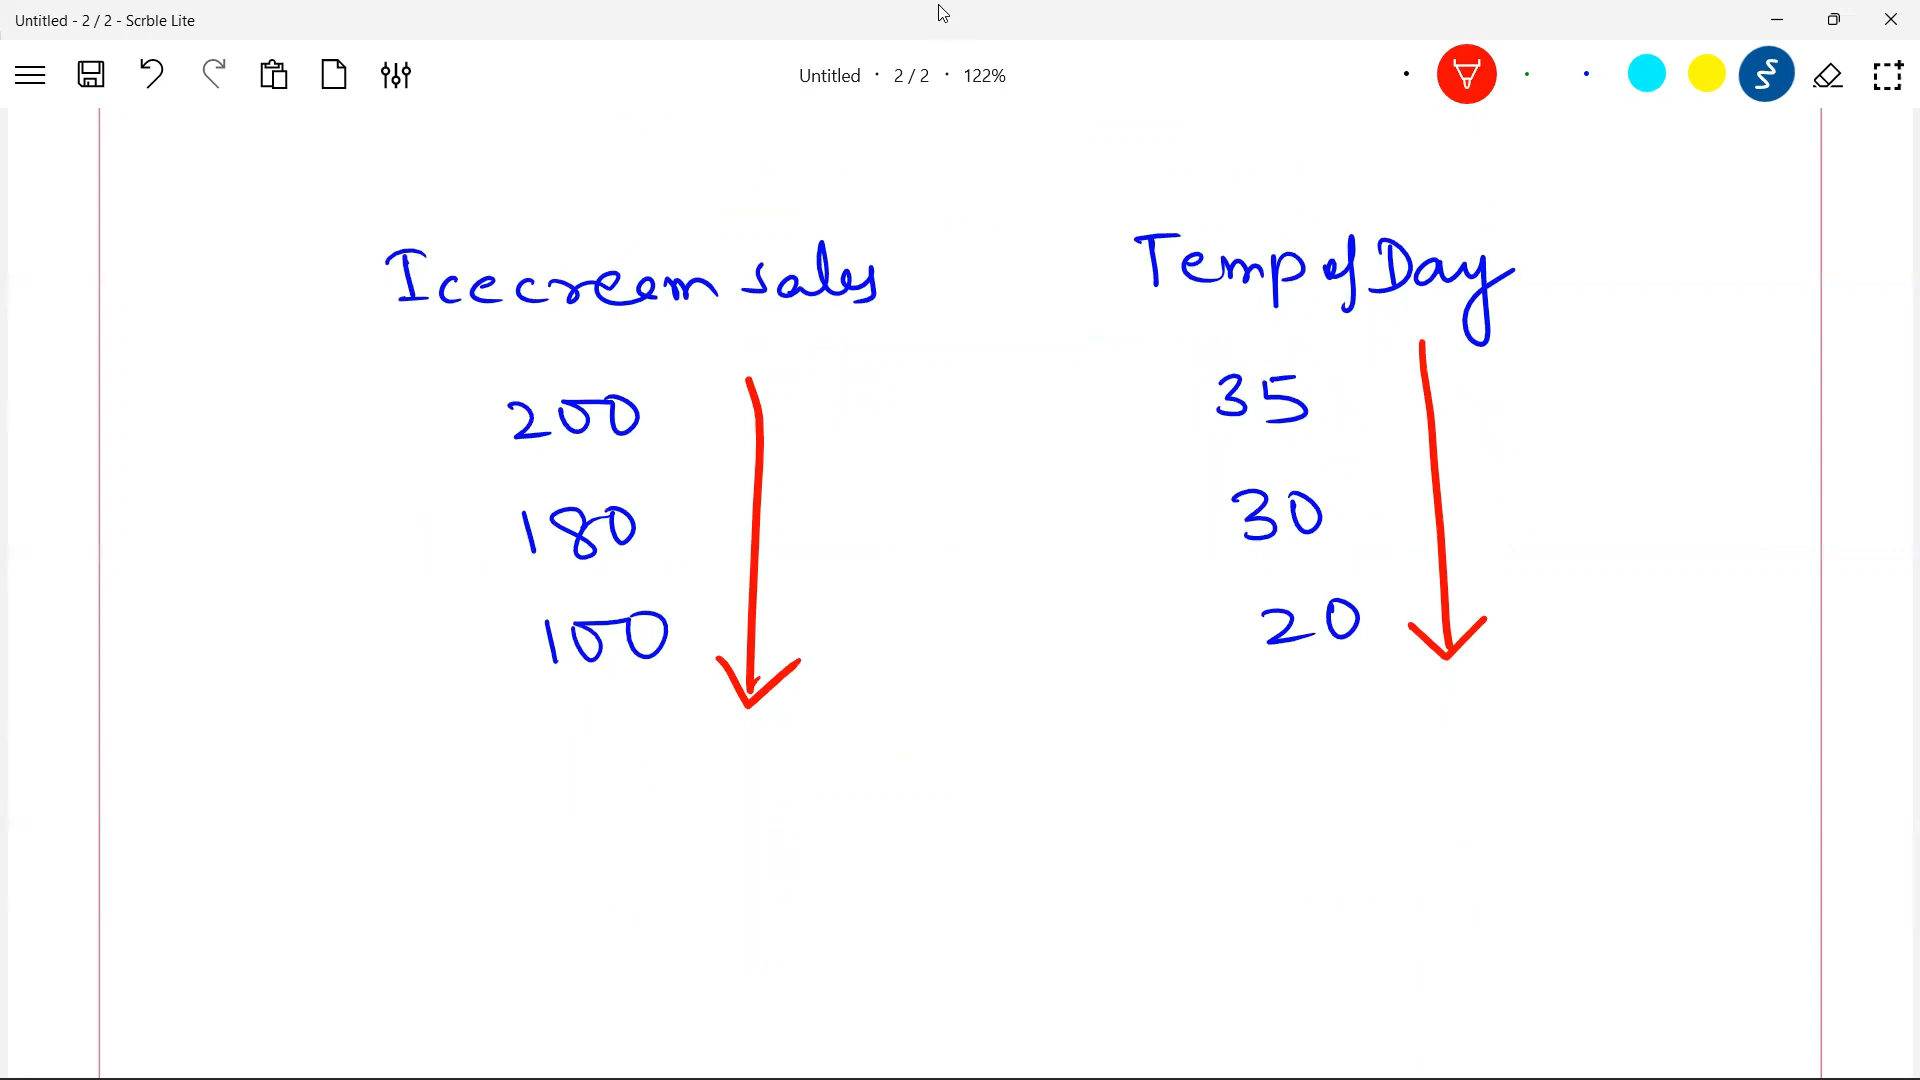 Untitled - 2 / 2 - Scrble Lite
Untitled • 2 / 2 • 122%
Icecream sales Temp of Day
200 35
180 30
100 20